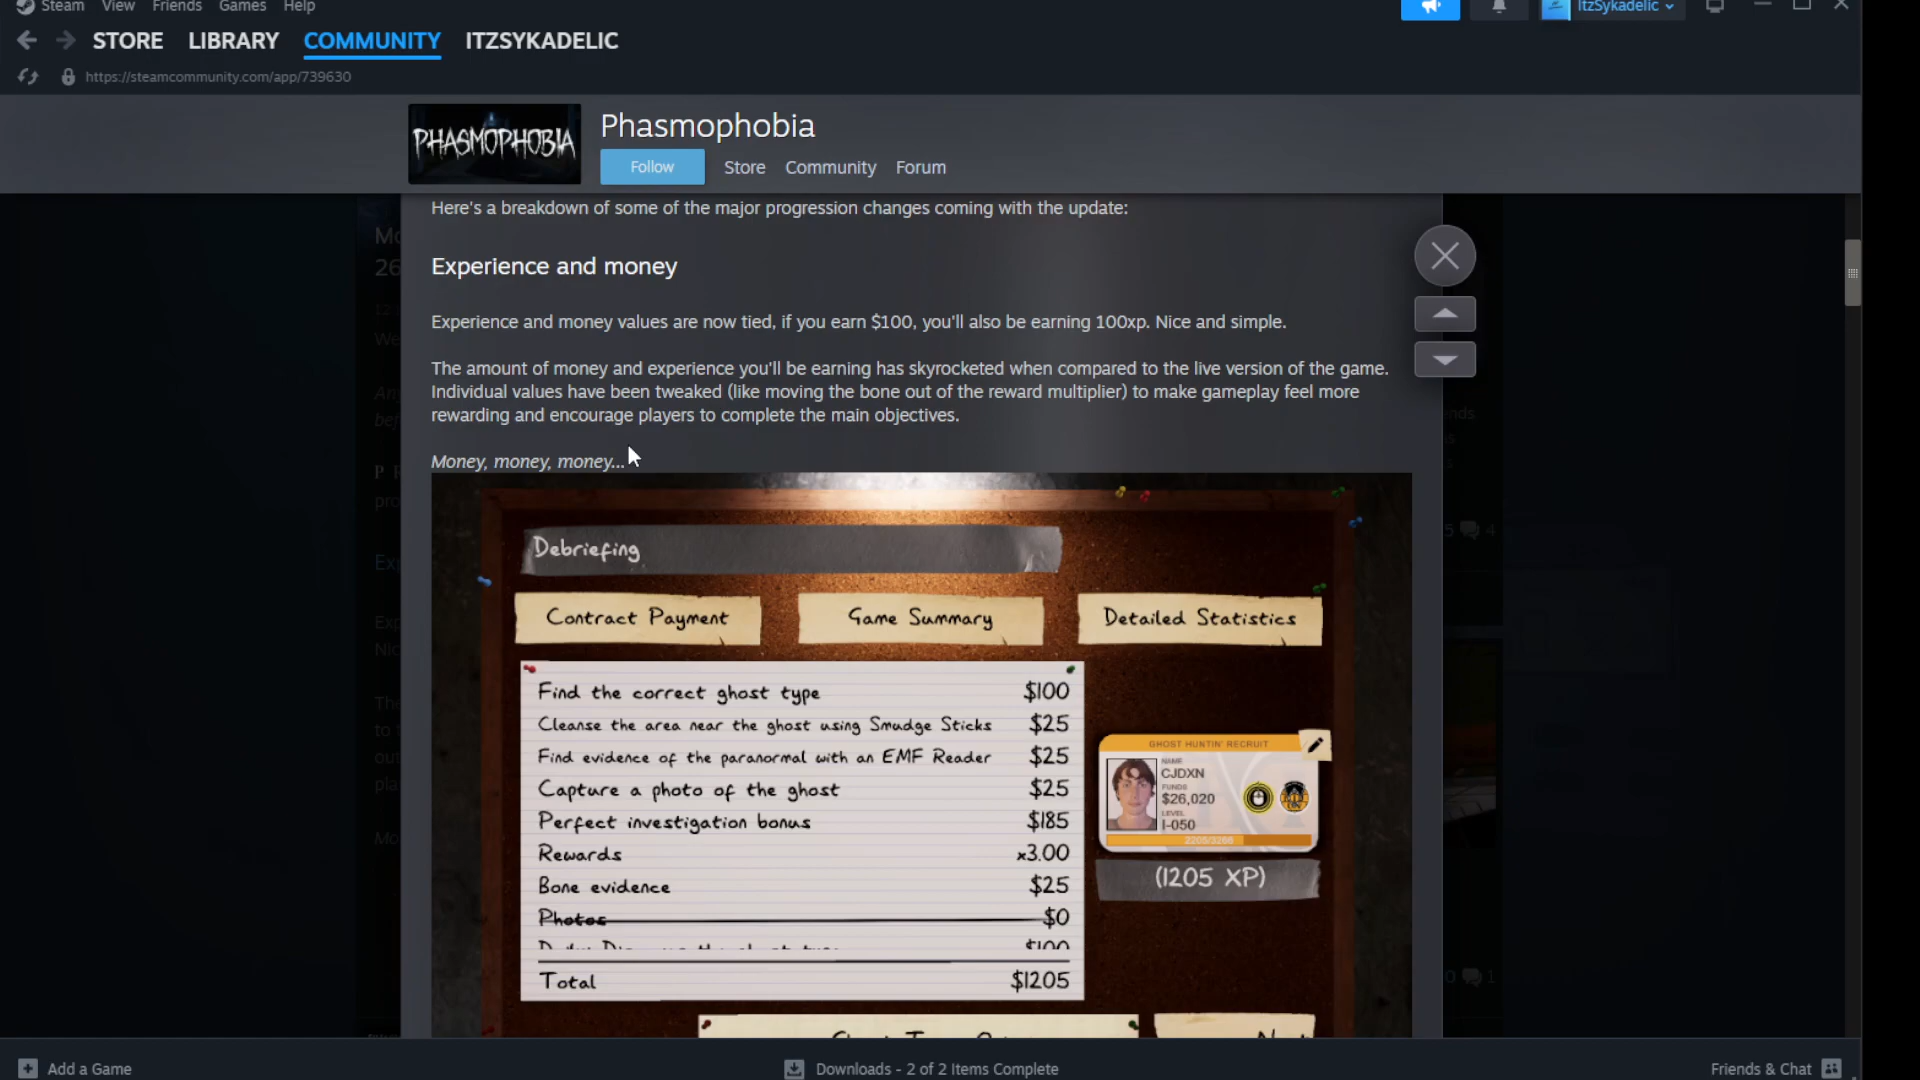 Steam View Friends Games Help
ItzSykadelic
STORE LIBRARY COMMUNITY ITZSYKADELIC
https://steamcommunity.com/app/739630
PHASMOPHOBIA
Phasmophobia
Follow Store Community Forum
Here's a breakdown of some of the major progression changes coming with the update:
Experience and money
Experience and money values are now tied, if you earn $100, you'll also be earning 100xp. Nice and simple.
The amount of money and experience you'll be earning has skyrocketed when compared to the live version of the game.
Individual values have been tweaked (like moving the bone out of the reward multiplier) to make gameplay feel more
rewarding and encourage players to complete the main objectives.
Money, money, money...
Debriefing
Contract Payment Game Summary Detailed Statistics
Find the correct ghost type $100
Cleanse the area near the ghost using Smudge Sticks $25
Find evidence of the paranormal with an EMF Reader $25
Capture a photo of the ghost $25
Perfect investigation bonus $185
Rewards x3.00
Bone evidence $25
Photos $0
$100
Total $1205
GHOST HUNTIN' RECRUIT
NAME
CJDXN
FUNDS
$26,020
LEVEL
I-050
2205/3266
(1205 XP)
Add a Game
Downloads - 2 of 2 Items Complete
Friends & Chat